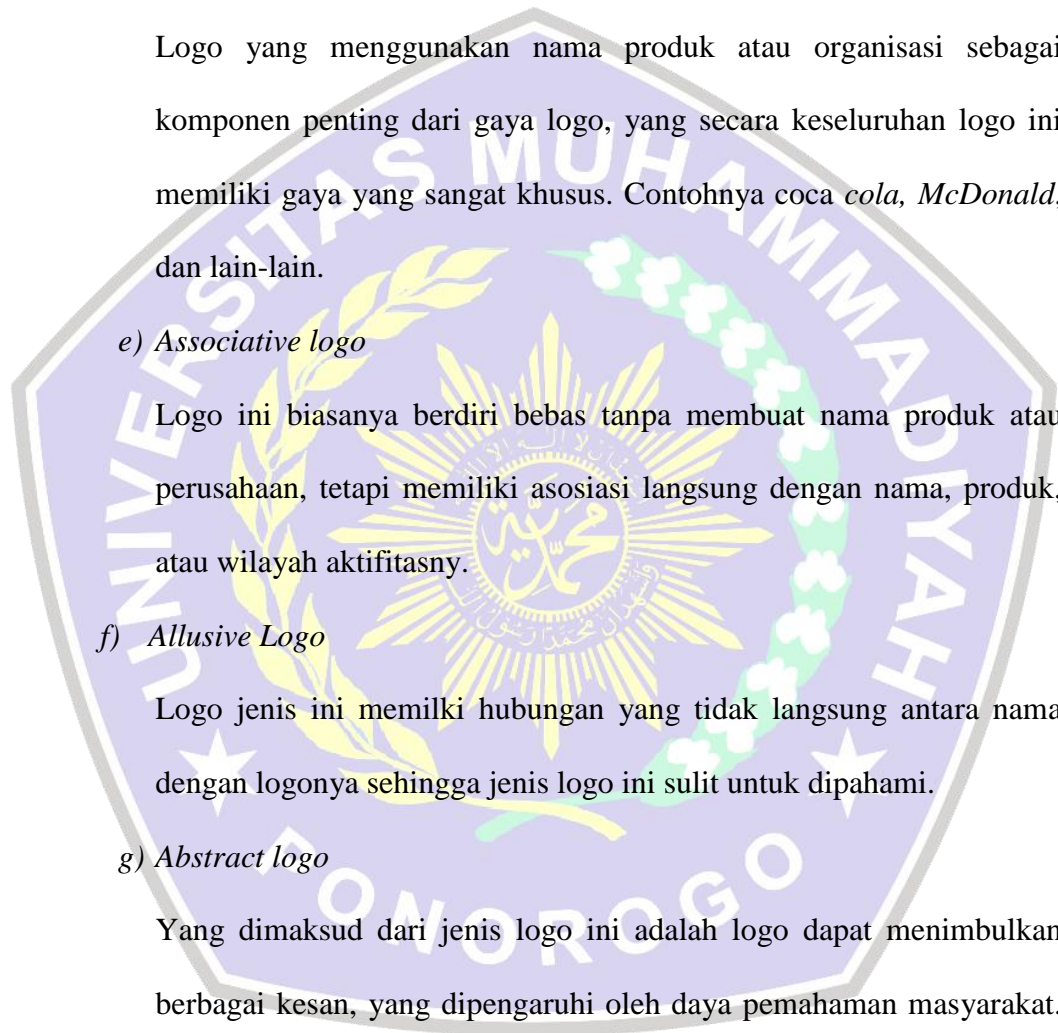 Logo yang menggunakan nama produk atau organisasi sebagai
komponen penting dari gaya logo, yang secara keseluruhan logo ini
memiliki gaya yang sangat khusus. Contohnya coca cola, McDonald,
dan lain-lain.
e) Associative logo
Logo ini biasanya berdiri bebas tanpa membuat nama produk atau
perusahaan, tetapi memiliki asosiasi langsung dengan nama, produk,
atau wilayah aktifitasny.
f) Allusive Logo
Logo jenis ini memilki hubungan yang tidak langsung antara nama
dengan logonya sehingga jenis logo ini sulit untuk dipahami.
g) Abstract logo
Yang dimaksud dari jenis logo ini adalah logo dapat menimbulkan
berbagai kesan, yang dipengaruhi oleh daya pemahaman masyarakat.
UNIVERSITAS MUHAMMADIYAH
PONOROGO
محمدية